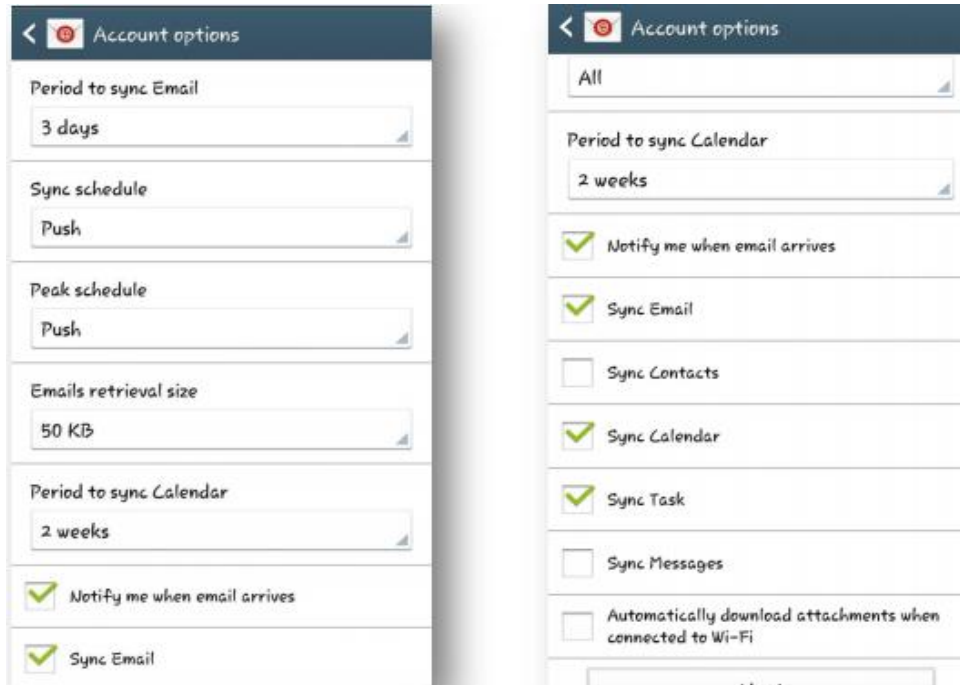 Account options
Period to sync Email
3 days
Sync schedule
Push
Peak schedule
Push
Emails retrieval size
50 KB
Period to sync Calendar
2 weeks
Notify me when email arrives
Sync Email
Account options
All
Period to sync Calendar
2 weeks
Notify me when email arrives
Sync Email
Sync Contacts
Sync Calendar
Sync Task
Sync Messages
Automatically download attachments when
connected to Wi-Fi